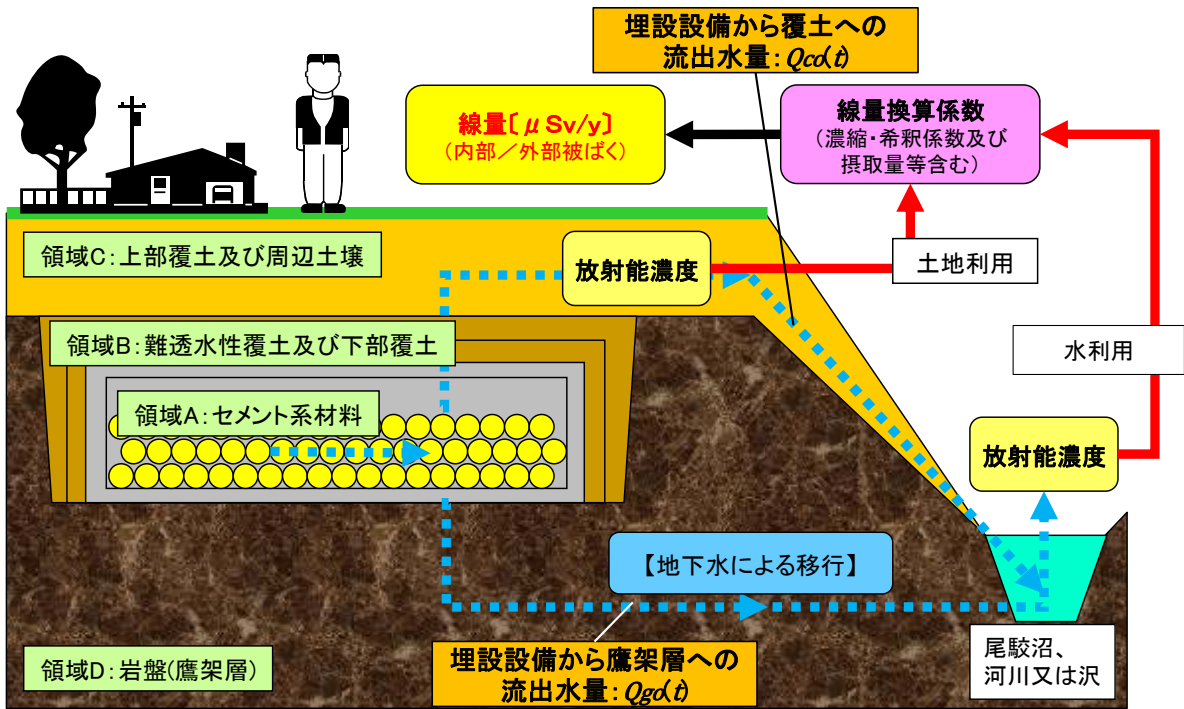 埋設設備から覆土への
流出水量：Qco(t)
線量〔μSv/y〕
（内部／外部被ばく）
線量換算係数
（濃縮・希釈係数及び
摂取量等含む）
領域C：上部覆土及び周辺土壌
放射能濃度
土地利用
領域B：難透水性覆土及び下部覆土
水利用
領域A：セメント系材料
放射能濃度
【地下水による移行】
埋設設備から鷹架層への
流出水量：Qgo(t)
尾駮沼、
河川又は沢
領域D：岩盤(鷹架層)